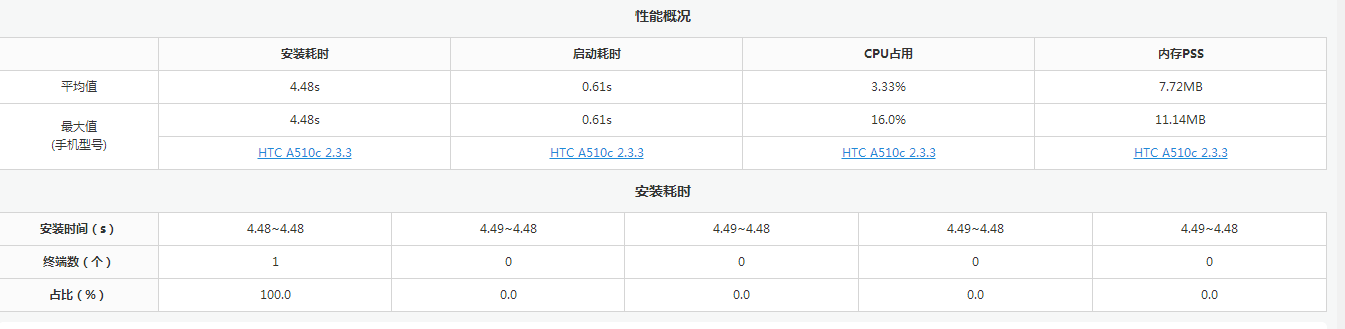 性能概况
安装耗时 启动耗时 CPU占用 内存PSS
平均值 4.48s 0.61s 3.33% 7.72MB
最大值
(手机型号)
4.48s 0.61s 16.0% 11.14MB
HTC A510c 2.3.3 HTC A510c 2.3.3 HTC A510c 2.3.3 HTC A510c 2.3.3
安装耗时
安装时间（s） 4.48~4.48 4.49~4.48 4.49~4.48 4.49~4.48 4.49~4.48
终端数（个） 1 0 0 0 0
占比（%） 100.0 0.0 0.0 0.0 0.0